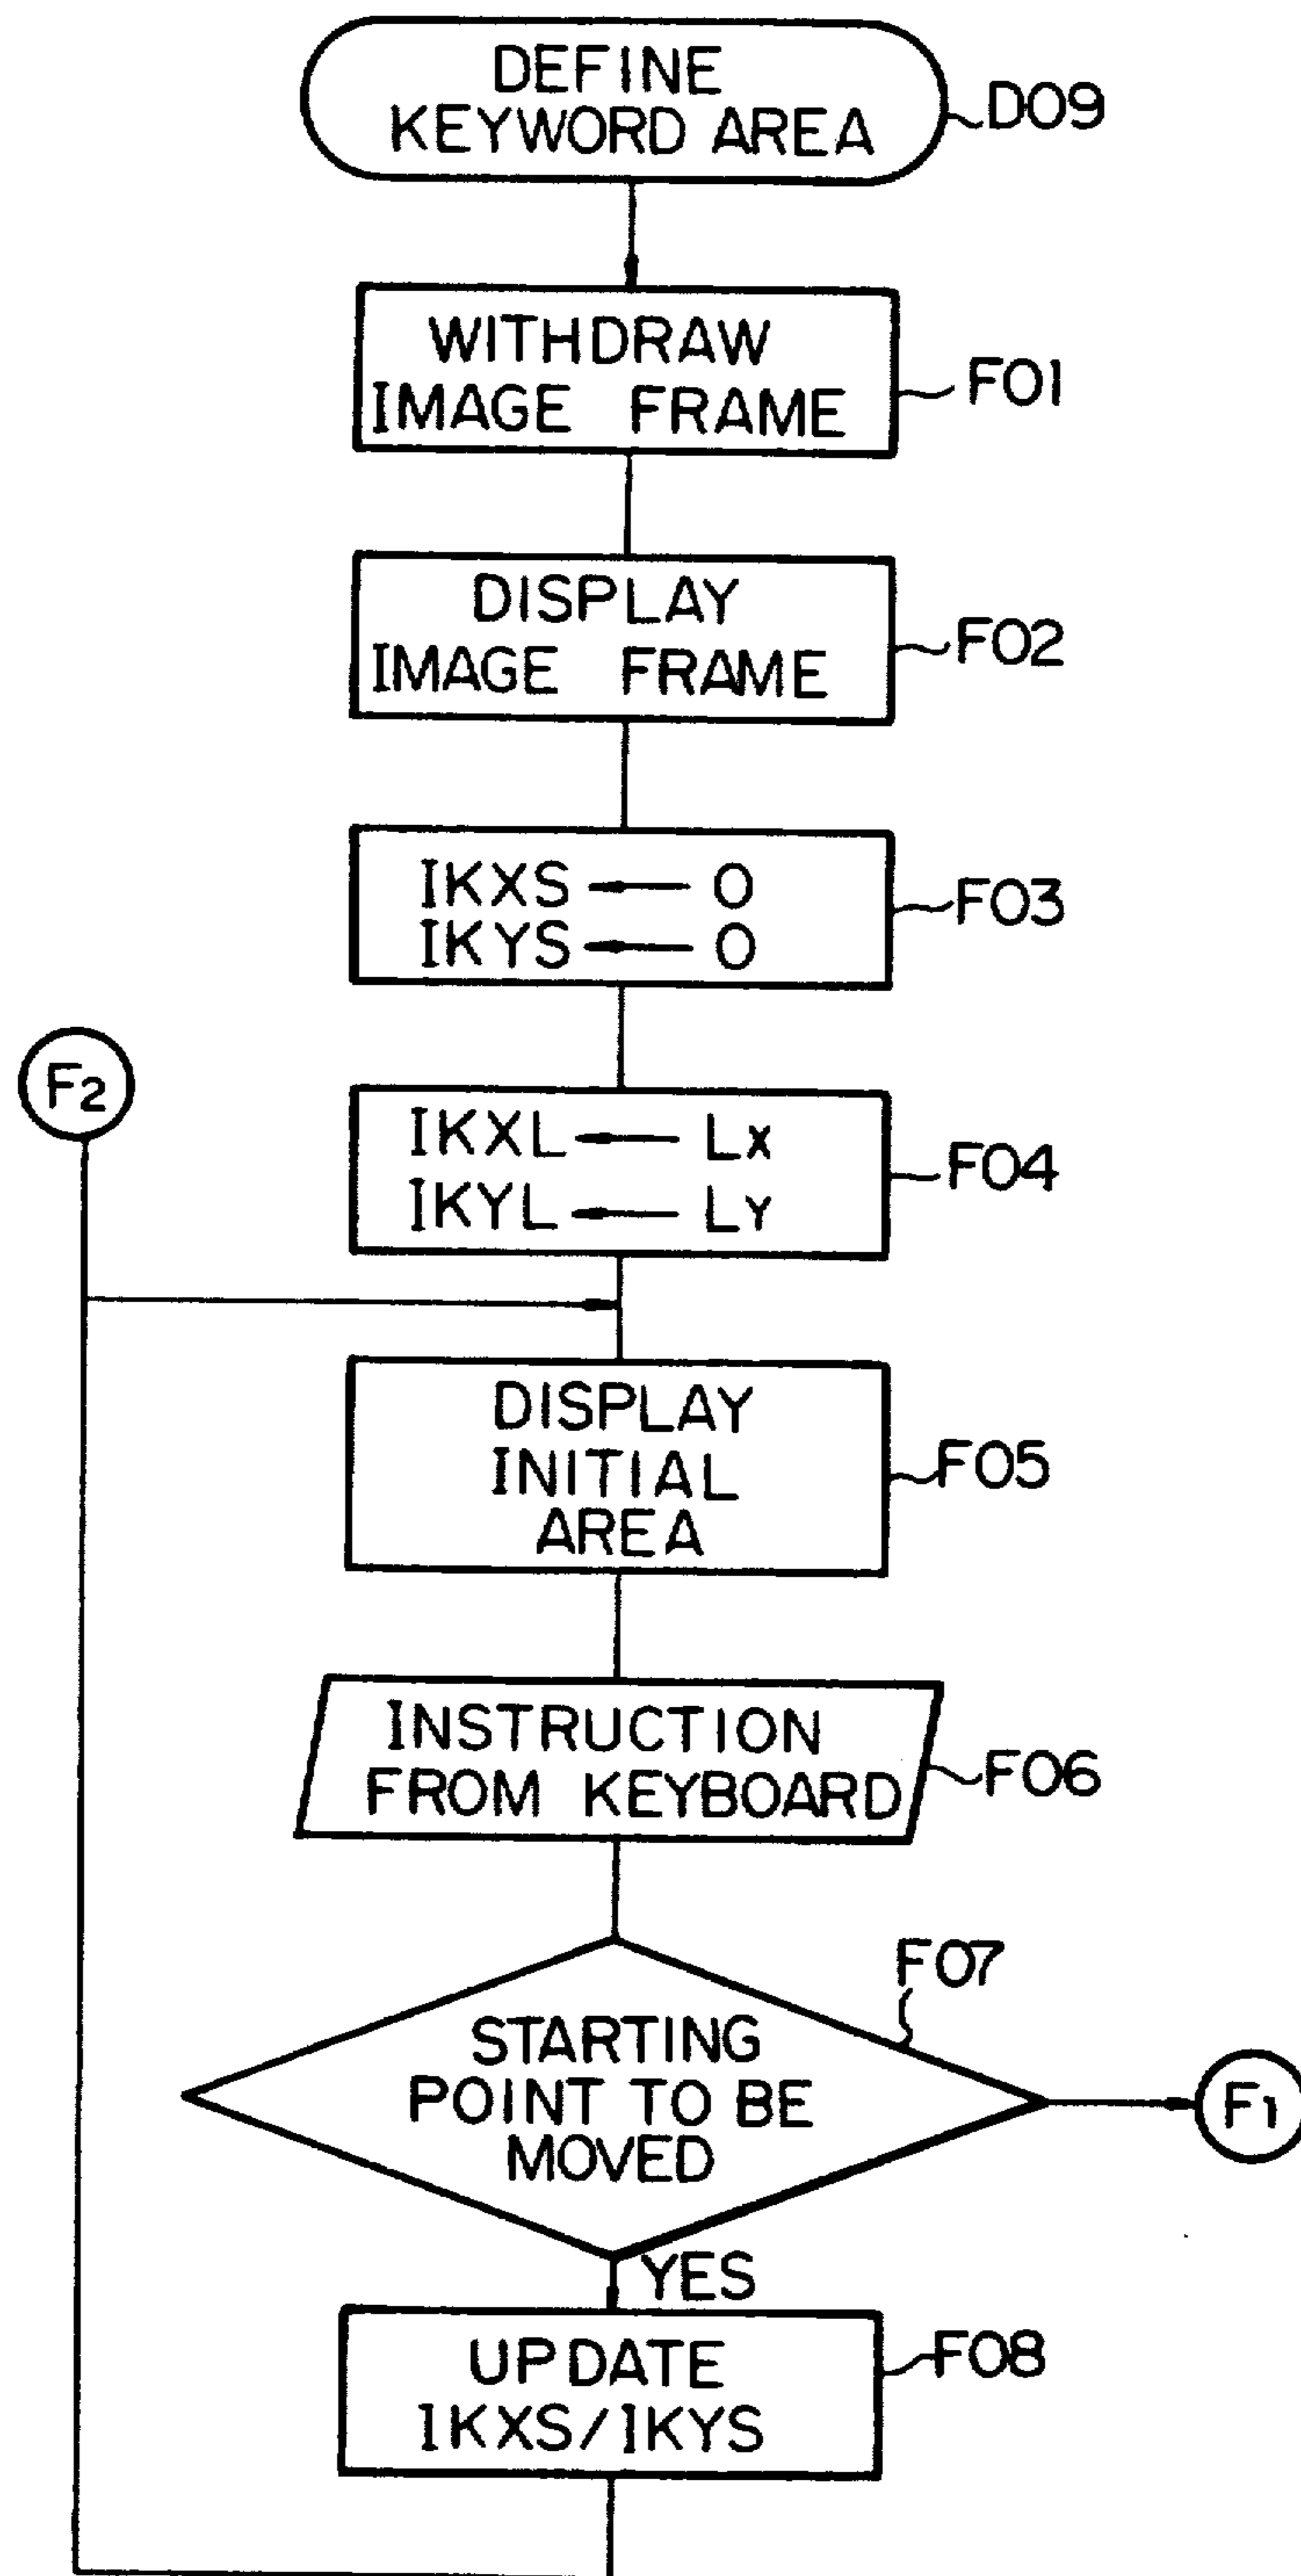 DEFINE
KEYWORD AREA
D09
WITHDRAW
IMAGE FRAME
F01
DISPLAY
IMAGE FRAME
F02
IKXS ← 0
IKYS ← 0
F03
F2
IKXL ← Lx
IKYL ← LY
F04
DISPLAY
INITIAL
AREA
F05
INSTRUCTION
FROM KEYBOARD
F06
F07
STARTING
POINT TO BE
MOVED
F1
YES
UPDATE
IKXS/IKYS
F08